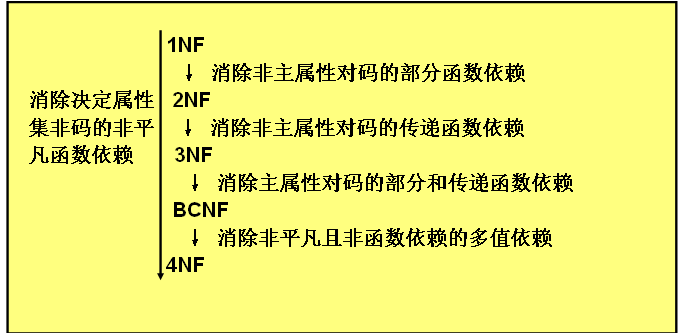 1NF
↓ 消除非主属性对码的部分函数依赖
消除决定属性
2NF
集非码的非平
↓ 消除非主属性对码的传递函数依赖
凡函数依赖
3NF
↓ 消除主属性对码的部分和传递函数依赖
BCNF
↓ 消除非平凡且非函数依赖的多值依赖
4NF